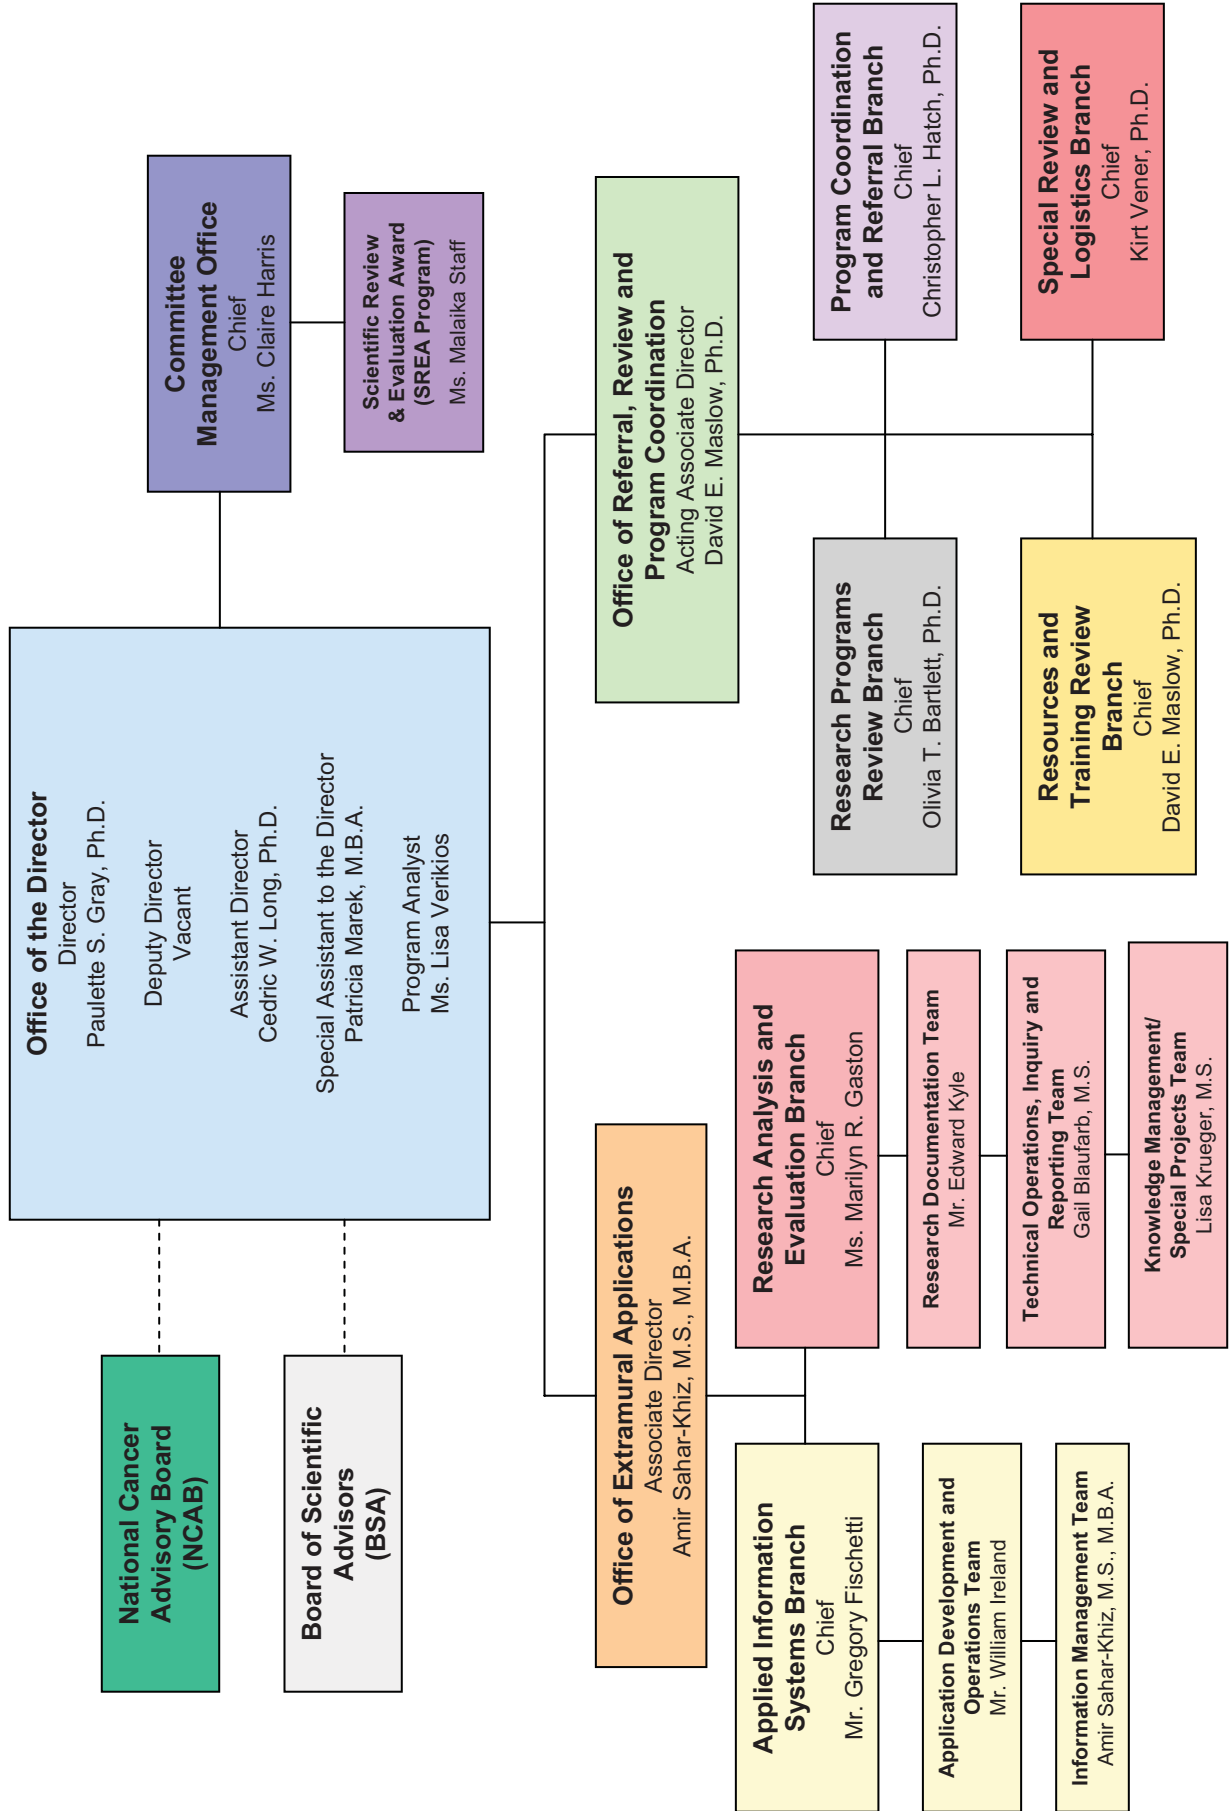 National Cancer
Advisory Board
(NCAB)
Board of Scientific
Advisors
(BSA)
Office of the Director
Director
Paulette S. Gray, Ph.D.
Deputy Director
Vacant
Assistant Director
Cedric W. Long, Ph.D.
Special Assistant to the Director
Patricia Marek, M.B.A.
Program Analyst
Ms. Lisa Verikios
Committee
Management Office
Chief
Ms. Claire Harris
Scientific Review
& Evaluation Award
(SREA Program)
Ms. Malaika Staff
Office of Extramural Applications
Associate Director
Amir Sahar-Khiz, M.S., M.B.A.
Office of Referral, Review and
Program Coordination
Acting Associate Director
David E. Maslow, Ph.D.
Applied Information
Systems Branch
Chief
Mr. Gregory Fischetti
Application Development and
Operations Team
Mr. William Ireland
Information Management Team
Amir Sahar-Khiz, M.S., M.B.A.
Research Analysis and
Evaluation Branch
Chief
Ms. Marilyn R. Gaston
Research Documentation Team
Mr. Edward Kyle
Technical Operations, Inquiry and
Reporting Team
Gail Blaufarb, M.S.
Knowledge Management/
Special Projects Team
Lisa Krueger, M.S.
Research Programs
Review Branch
Chief
Olivia T. Bartlett, Ph.D.
Program Coordination
and Referral Branch
Chief
Christopher L. Hatch, Ph.D.
Resources and
Training Review
Branch
Chief
David E. Maslow, Ph.D.
Special Review and
Logistics Branch
Chief
Kirt Vener, Ph.D.